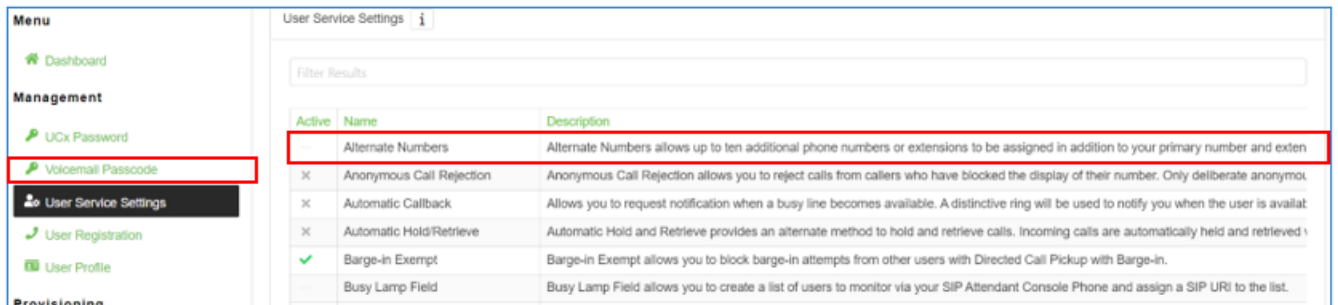 Menu
Dashboard
Management
UCx Password
Voicemail Passcode
User Service Settings
User Registration
User Profile
Provisioning
User Service Settings i
Filter Results
Active Name Description
Alternate Numbers Alternate Numbers allows up to ten additional phone numbers or extensions to be assigned in addition to your primary number and exten
Anonymous Call Rejection Anonymous Call Rejection allows you to reject calls from callers who have blocked the display of their number. Only deliberate anonymou
Automatic Callback Allows you to request notification when a busy line becomes available. A distinctive ring will be used to notify you when the user is availab
Automatic Hold/Retrieve Automatic Hold and Retrieve provides an alternate method to hold and retrieve calls. Incoming calls are automatically held and retrieved
Barge-in Exempt Barge-in Exempt allows you to block barge-in attempts from other users with Directed Call Pickup with Barge-in.
Busy Lamp Field Busy Lamp Field allows you to create a list of users to monitor via your SIP Attendant Console Phone and assign a SIP URI to the list.